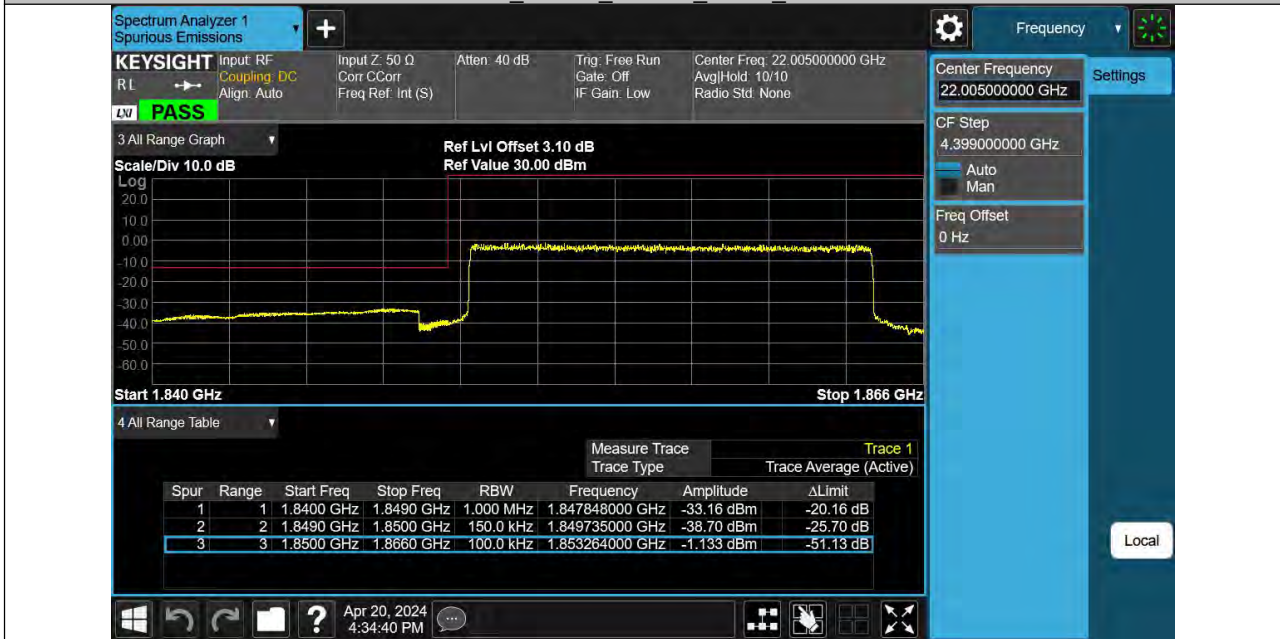 Spectrum Analyzer 1
Spurious Emissions
+
Frequency
KEYSIGHT
RL
LXI PASS
Input: RF
Coupling: DC
Align: Auto
Input Z: 50 Ω
Corr CCorr
Freq Ref: Int (S)
Atten: 40 dB
Trig: Free Run
Gate: Off
IF Gain: Low
Center Freq: 22.005000000 GHz
Avg|Hold: 10/10
Radio Std: None
Center Frequency
22.005000000 GHz
Settings
CF Step
4.399000000 GHz
Auto
Man
Freq Offset
0 Hz
Local
3 All Range Graph
Scale/Div 10.0 dB
Ref Lvl Offset 3.10 dB
Ref Value 30.00 dBm
Log
20.0
10.0
0.00
-10.0
-20.0
-30.0
-40.0
-50.0
-60.0
Start 1.840 GHz Stop 1.866 GHz
4 All Range Table
Measure Trace Trace 1
Trace Type Trace Average (Active)
Spur Range Start Freq Stop Freq RBW Frequency Amplitude ΔLimit
1 1 1.8400 GHz 1.8490 GHz 1.000 MHz 1.847848000 GHz -33.16 dBm -20.16 dB
2 2 1.8490 GHz 1.8500 GHz 150.0 kHz 1.849735000 GHz -38.70 dBm -25.70 dB
3 3 1.8500 GHz 1.8660 GHz 100.0 kHz 1.853264000 GHz -1.133 dBm -51.13 dB
?
Apr 20, 2024
4:34:40 PM